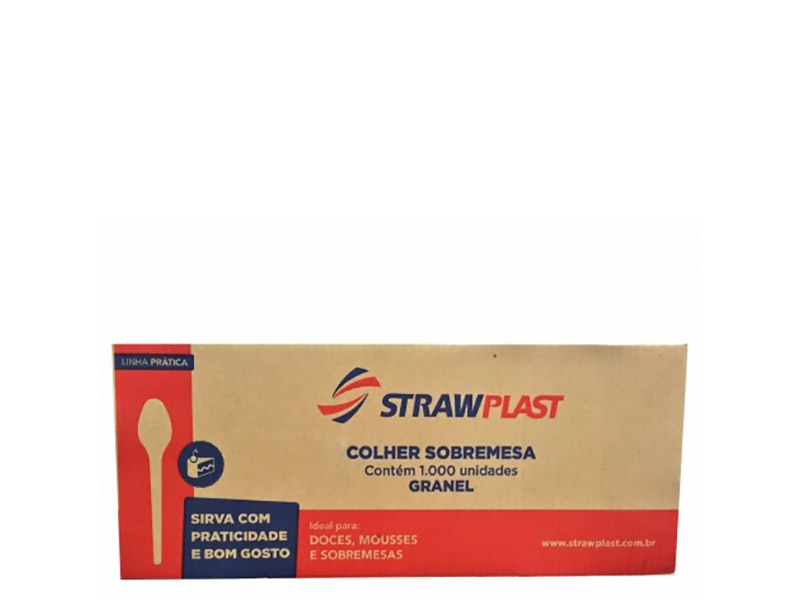 LINHA PRÁTICA
STRAWPLAST
COLHER SOBREMESA
Contém 1.000 unidades
GRANEL
SIRVA COM
PRATICIDADE
E BOM GOSTO
Ideal para:
DOCES, MOUSSES
E SOBREMESAS
www.strawplast.com.br